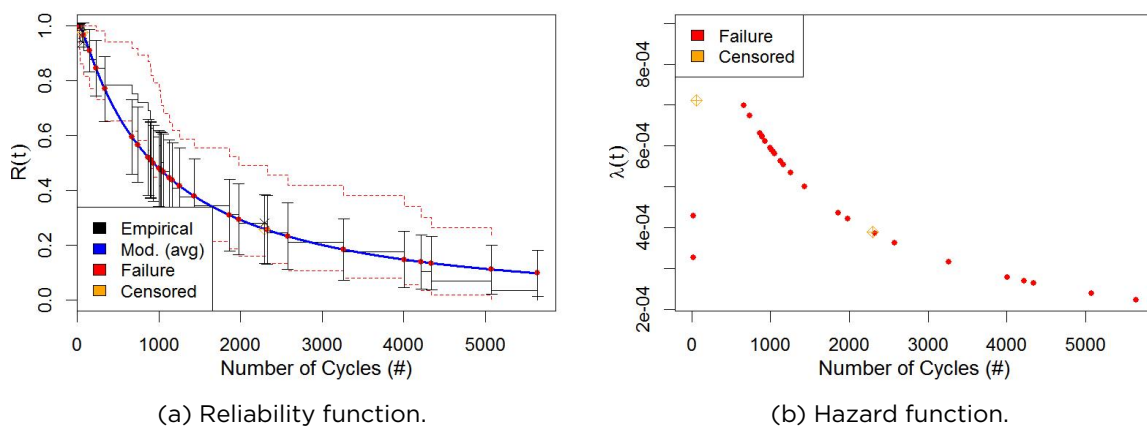 R(t)
1.0
0.8
0.6
0.4
0.2
0.0
Empirical
Mod. (avg)
Failure
Censored
0 1000 2000 3000 4000 5000
Number of Cycles (#)
(a) Reliability function.
λ(t)
8e-04
6e-04
4e-04
2e-04
Failure
Censored
0 1000 2000 3000 4000 5000
Number of Cycles (#)
(b) Hazard function.